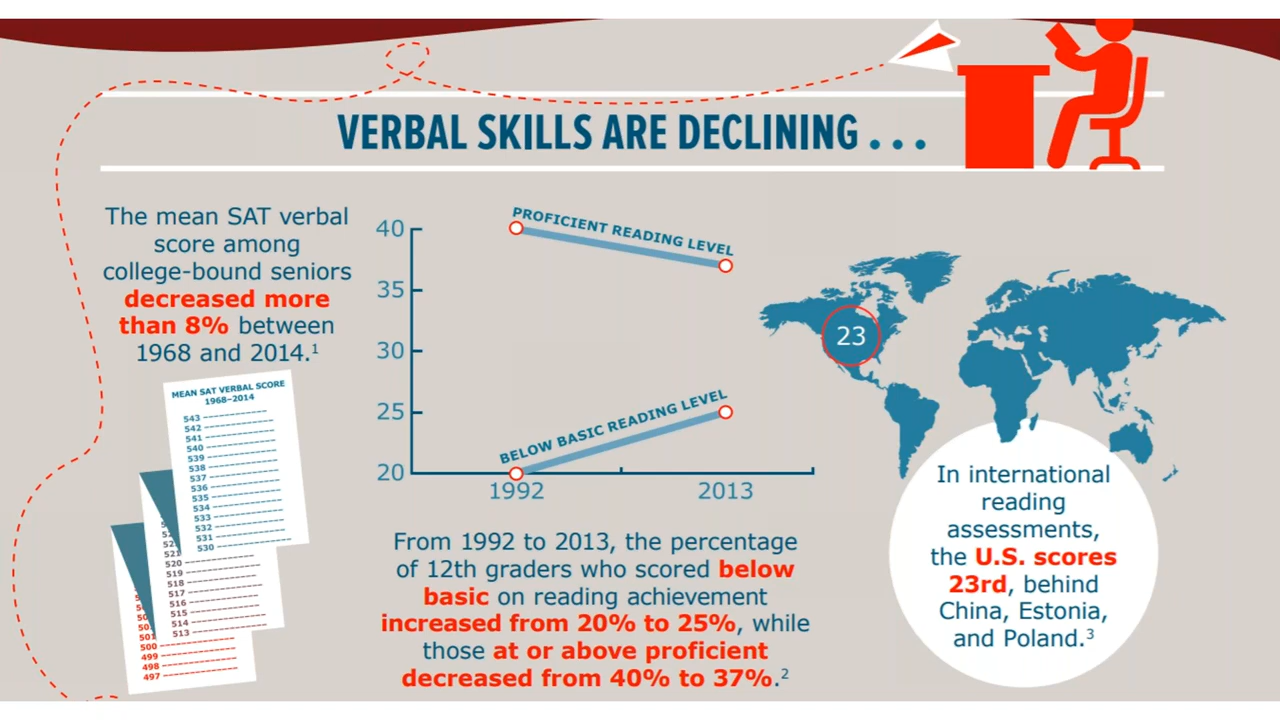 VERBAL SKILLS ARE DECLINING . . .
The mean SAT verbal
score among
college-bound seniors
decreased more
than 8% between
1968 and 2014.1
MEAN SAT VERBAL SCORE
1968–2014
543
542
541
540
539
538
537
536
535
534
533
532
531
530
521
520
519
518
517
516
515
514
513
501
500
499
498
497
40
35
30
25
20
PROFICIENT READING LEVEL
BELOW BASIC READING LEVEL
1992
2013
From 1992 to 2013, the percentage
of 12th graders who scored below
basic on reading achievement
increased from 20% to 25%, while
those at or above proficient
decreased from 40% to 37%.2
23
In international
reading
assessments,
the U.S. scores
23rd, behind
China, Estonia,
and Poland.3